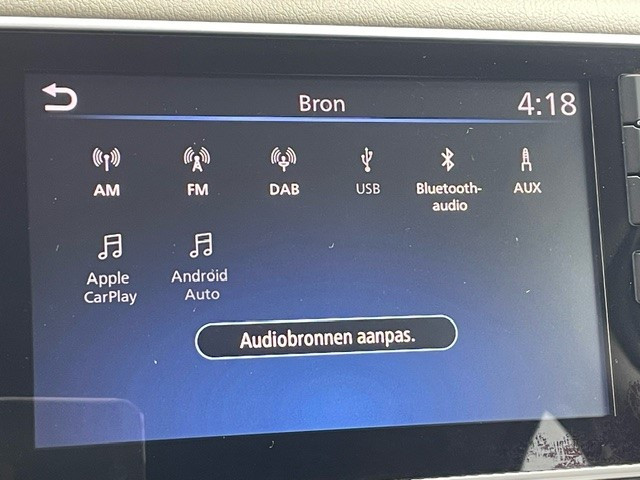 Bron 4:18
AM FM DAB USB Bluetooth-audio AUX
Apple CarPlay Android Auto
Audiobronnen aanpas.